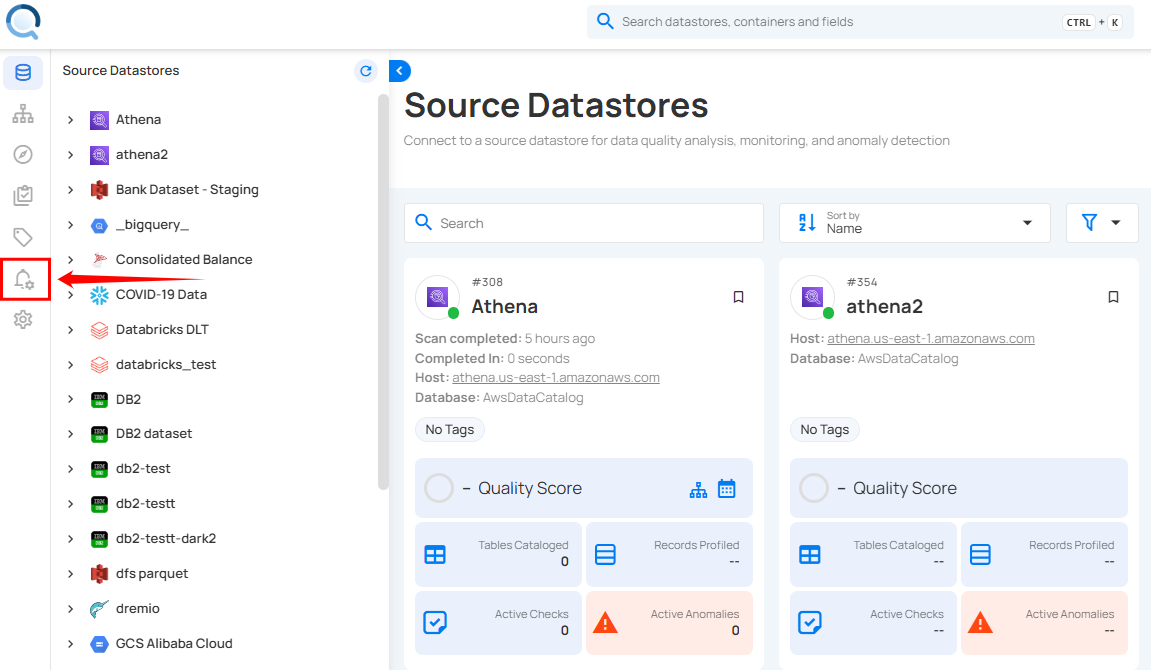 Search datastores, containers and fields
CTRL + K
Source Datastores
Athena
athena2
Bank Dataset - Staging
_bigquery_
Consolidated Balance
COVID-19 Data
Databricks DLT
databricks_test
DB2
DB2 dataset
db2-test
db2-testt
db2-testt-dark2
dfs parquet
dremio
GCS Alibaba Cloud
Source Datastores
Connect to a source datastore for data quality analysis, monitoring, and anomaly detection
Search
Sort by
Name
#308
Athena
Scan completed: 5 hours ago
Completed In: 0 seconds
Host: athena.us-east-1.amazonaws.com
Database: AwsDataCatalog
No Tags
– Quality Score
Tables Cataloged
0
Records Profiled
--
Active Checks
0
Active Anomalies
0
#354
athena2
Host: athena.us-east-1.amazonaws.com
Database: AwsDataCatalog
No Tags
– Quality Score
Tables Cataloged
--
Records Profiled
--
Active Checks
--
Active Anomalies
--